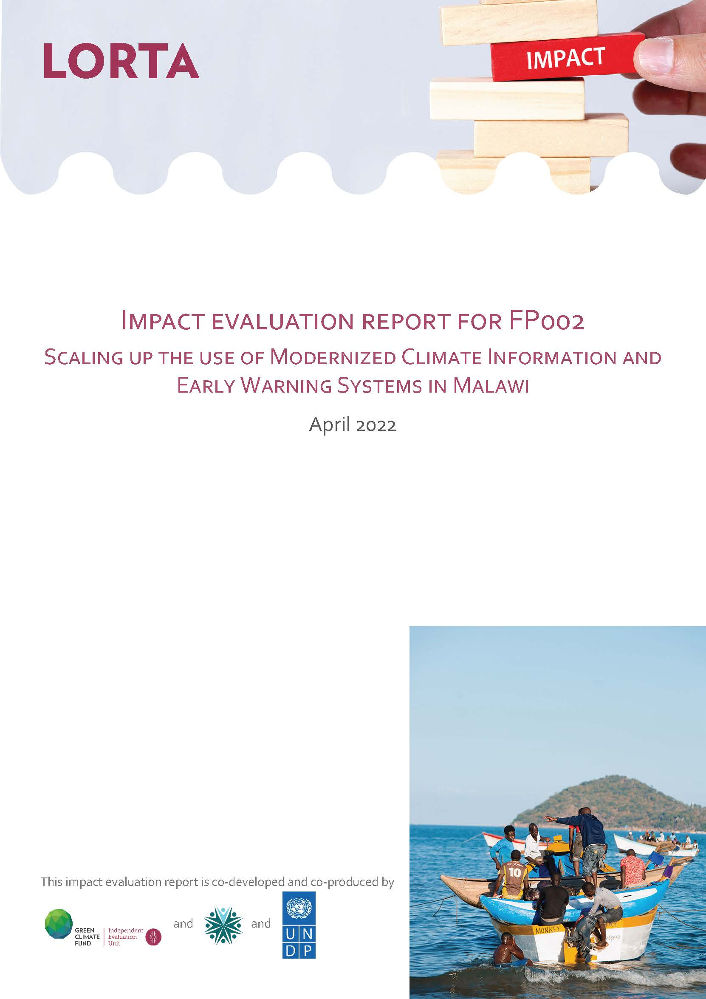 LORTA
IMPACT
IMPACT EVALUATION REPORT FOR FP002
SCALING UP THE USE OF MODERNIZED CLIMATE INFORMATION AND
EARLY WARNING SYSTEMS IN MALAWI
April 2022
This impact evaluation report is co-developed and co-produced by
GREEN
CLIMATE
FUND
Independent
Evaluation
Unit
and
and
UN
DP
10
MONKEY